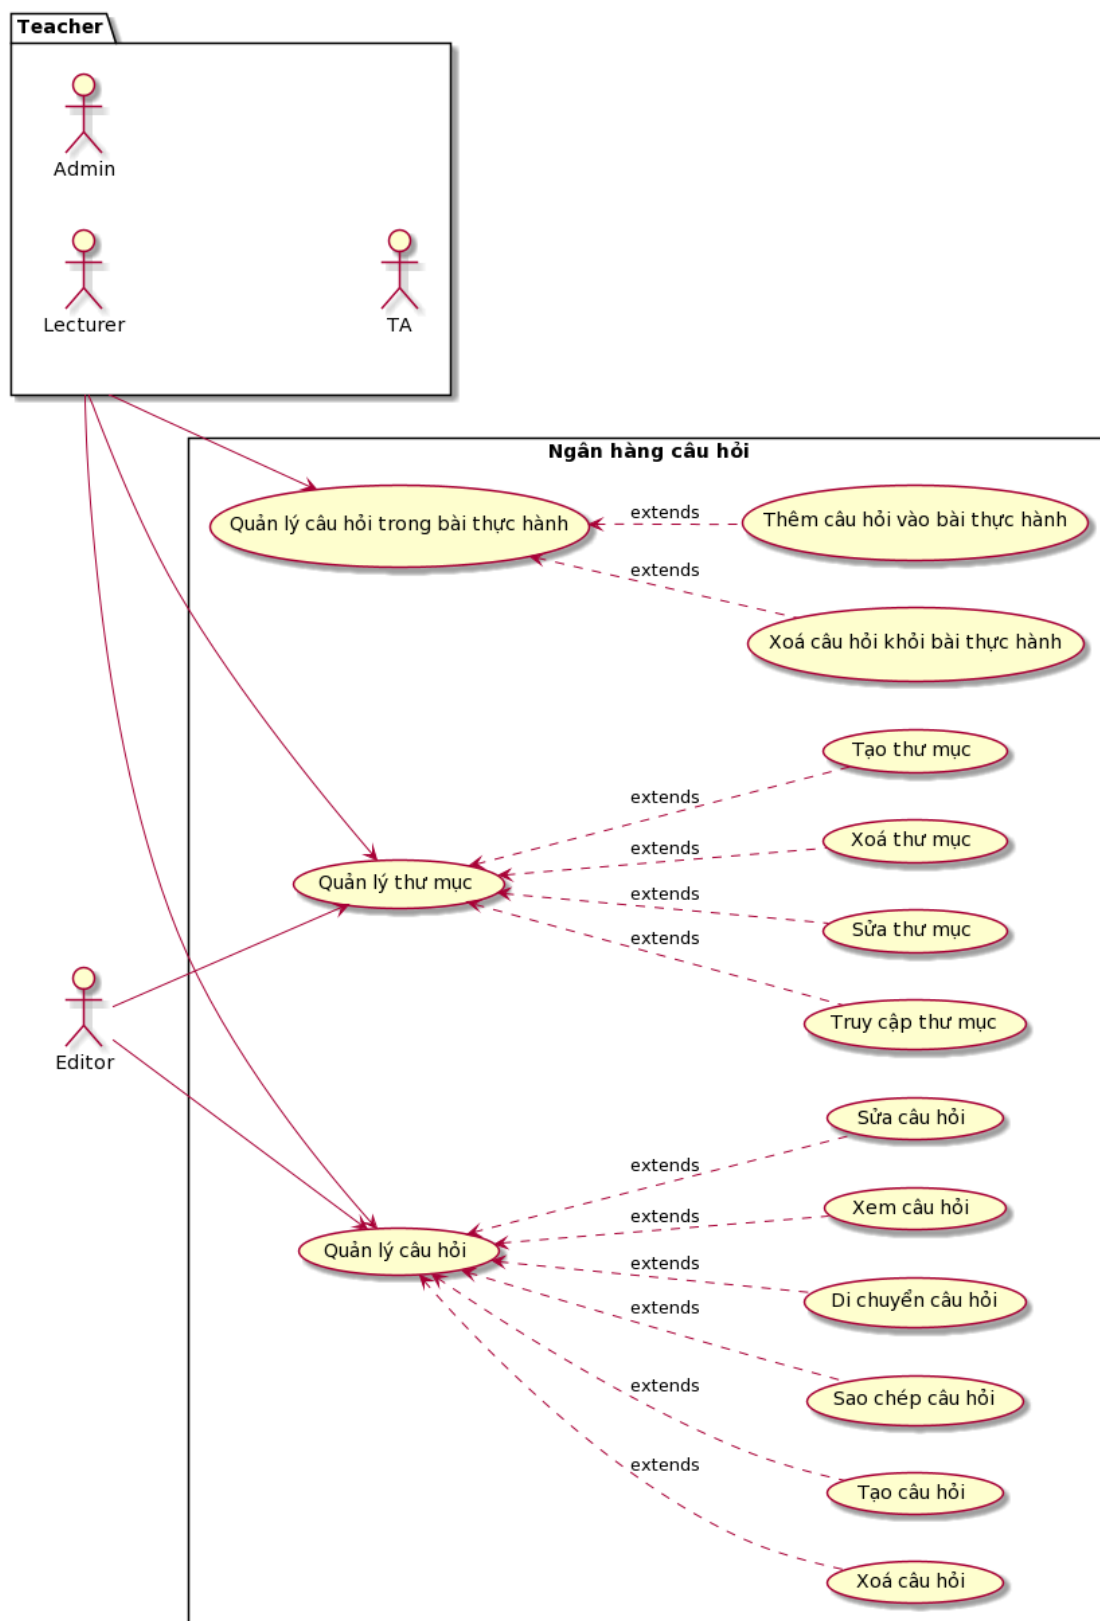 Teacher
Admin
Lecturer
TA
Ngân hàng câu hỏi
Quản lý câu hỏi trong bài thực hành
extends
Thêm câu hỏi vào bài thực hành
extends
Xoá câu hỏi khỏi bài thực hành
Tạo thư mục
extends
Xoá thư mục
extends
Quản lý thư mục
extends
Sửa thư mục
extends
Truy cập thư mục
Editor
Sửa câu hỏi
extends
Xem câu hỏi
extends
Quản lý câu hỏi
extends
Di chuyển câu hỏi
extends
Sao chép câu hỏi
extends
Tạo câu hỏi
extends
Xoá câu hỏi